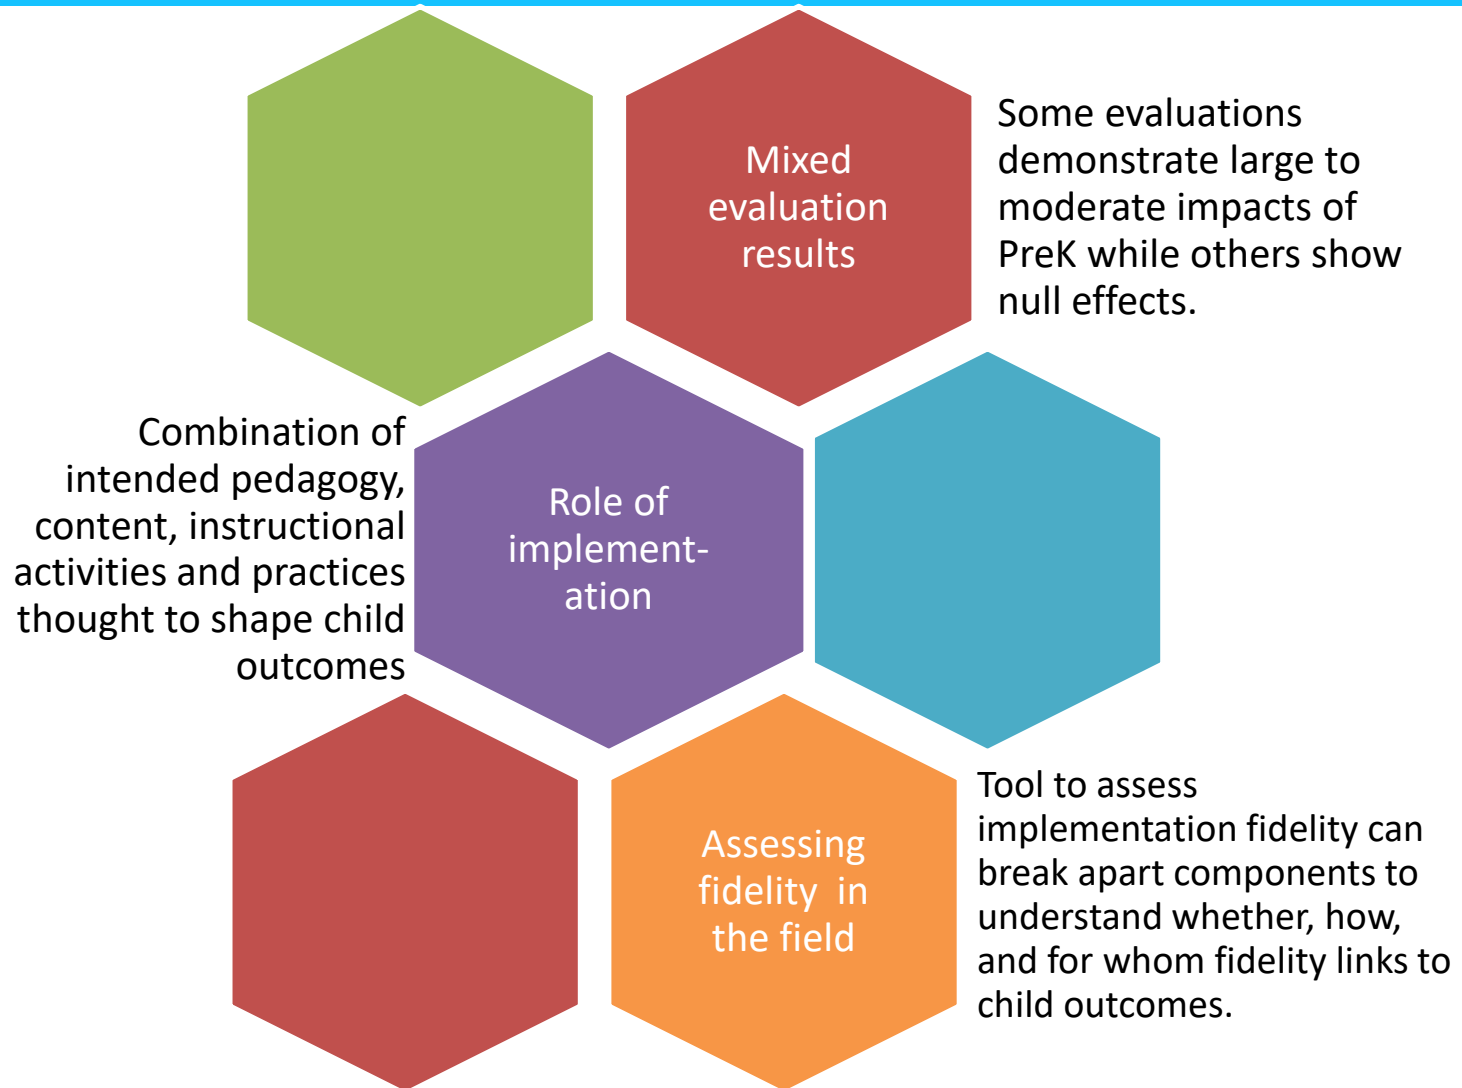 Mixed
evaluation
results
Some evaluations
demonstrate large to
moderate impacts of
PreK while others show
null effects.
Combination of
intended pedagogy,
content, instructional
activities and practices
thought to shape child
outcomes
Role of
implement-
ation
Assessing
fidelity  in
the field
Tool to assess
implementation fidelity can
break apart components to
understand whether, how,
and for whom fidelity links to
child outcomes.